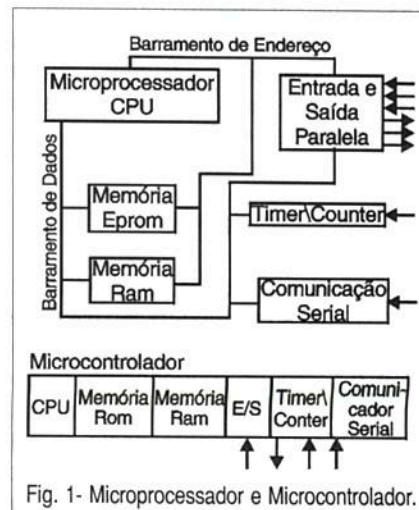 Barramento de Endereço
Microprocessador
CPU
Entrada e
Saída
Paralela
Barramento de Dados
Memória
Eprom
Timer\Counter
Memória
Ram
Comunicação
Serial
Microcontrolador
CPU
Memória
Rom
Memória
Ram
E/S
Timer\
Conter
Comuni-
cador
Serial
Fig. 1- Microprocessador e Microcontrolador.